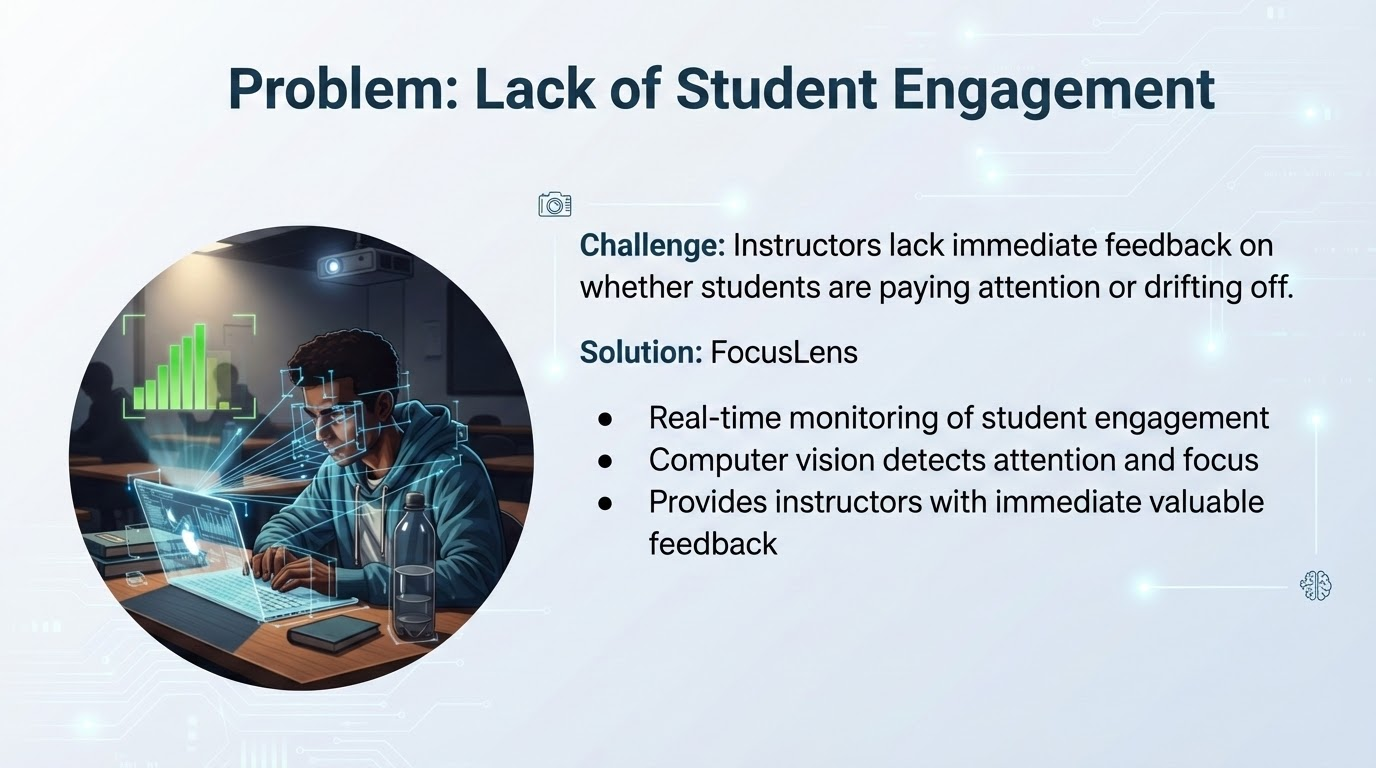 Problem: Lack of Student Engagement
Challenge: Instructors lack immediate feedback on
whether students are paying attention or drifting off.
Solution: FocusLens
● Real-time monitoring of student engagement
● Computer vision detects attention and focus
● Provides instructors with immediate valuable
feedback